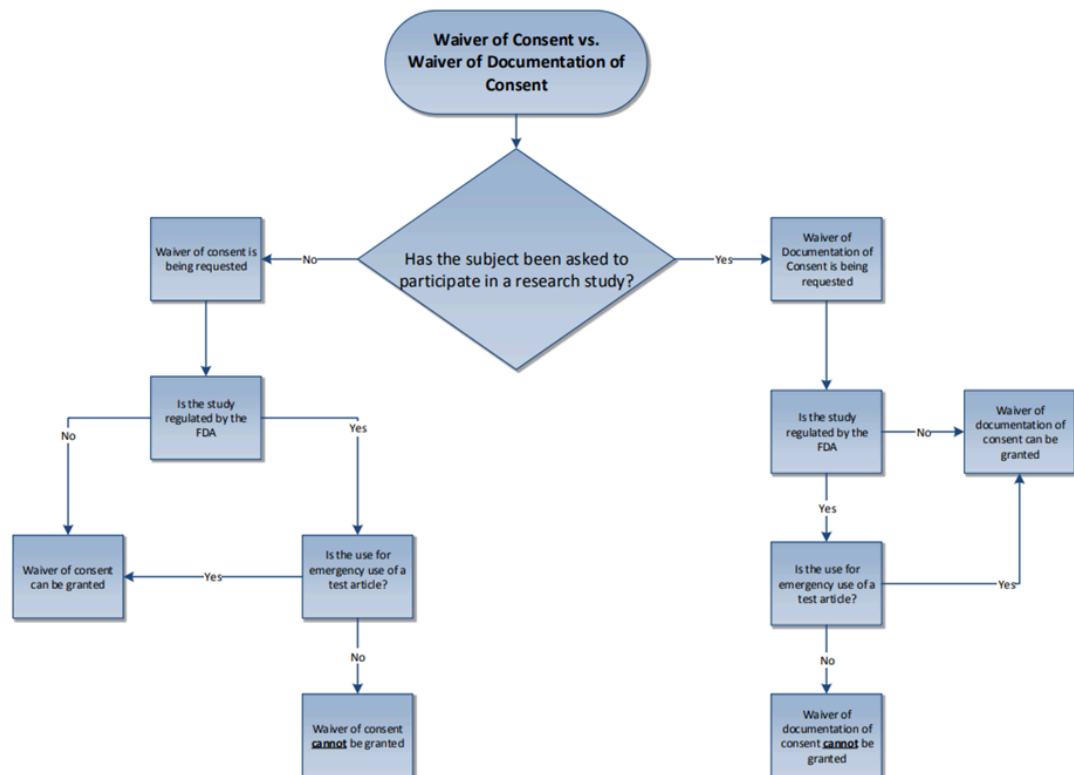 Waiver of Consent vs.
Waiver of Documentation of
Consent
Has the subject been asked to
participate in a research study?
No
Yes
Waiver of consent is
being requested
Waiver of
Documentation of
Consent is being
requested
Is the study
regulated by the
FDA
No
Yes
Is the study
regulated by the
FDA
No
Waiver of
documentation of
consent can be
granted
Yes
Waiver of consent
can be granted
Yes
Is the use for
emergency use of a
test article?
Is the use for
emergency use of a
test article?
Yes
No
No
Waiver of consent
cannot be granted
Waiver of
documentation of
consent cannot be
granted